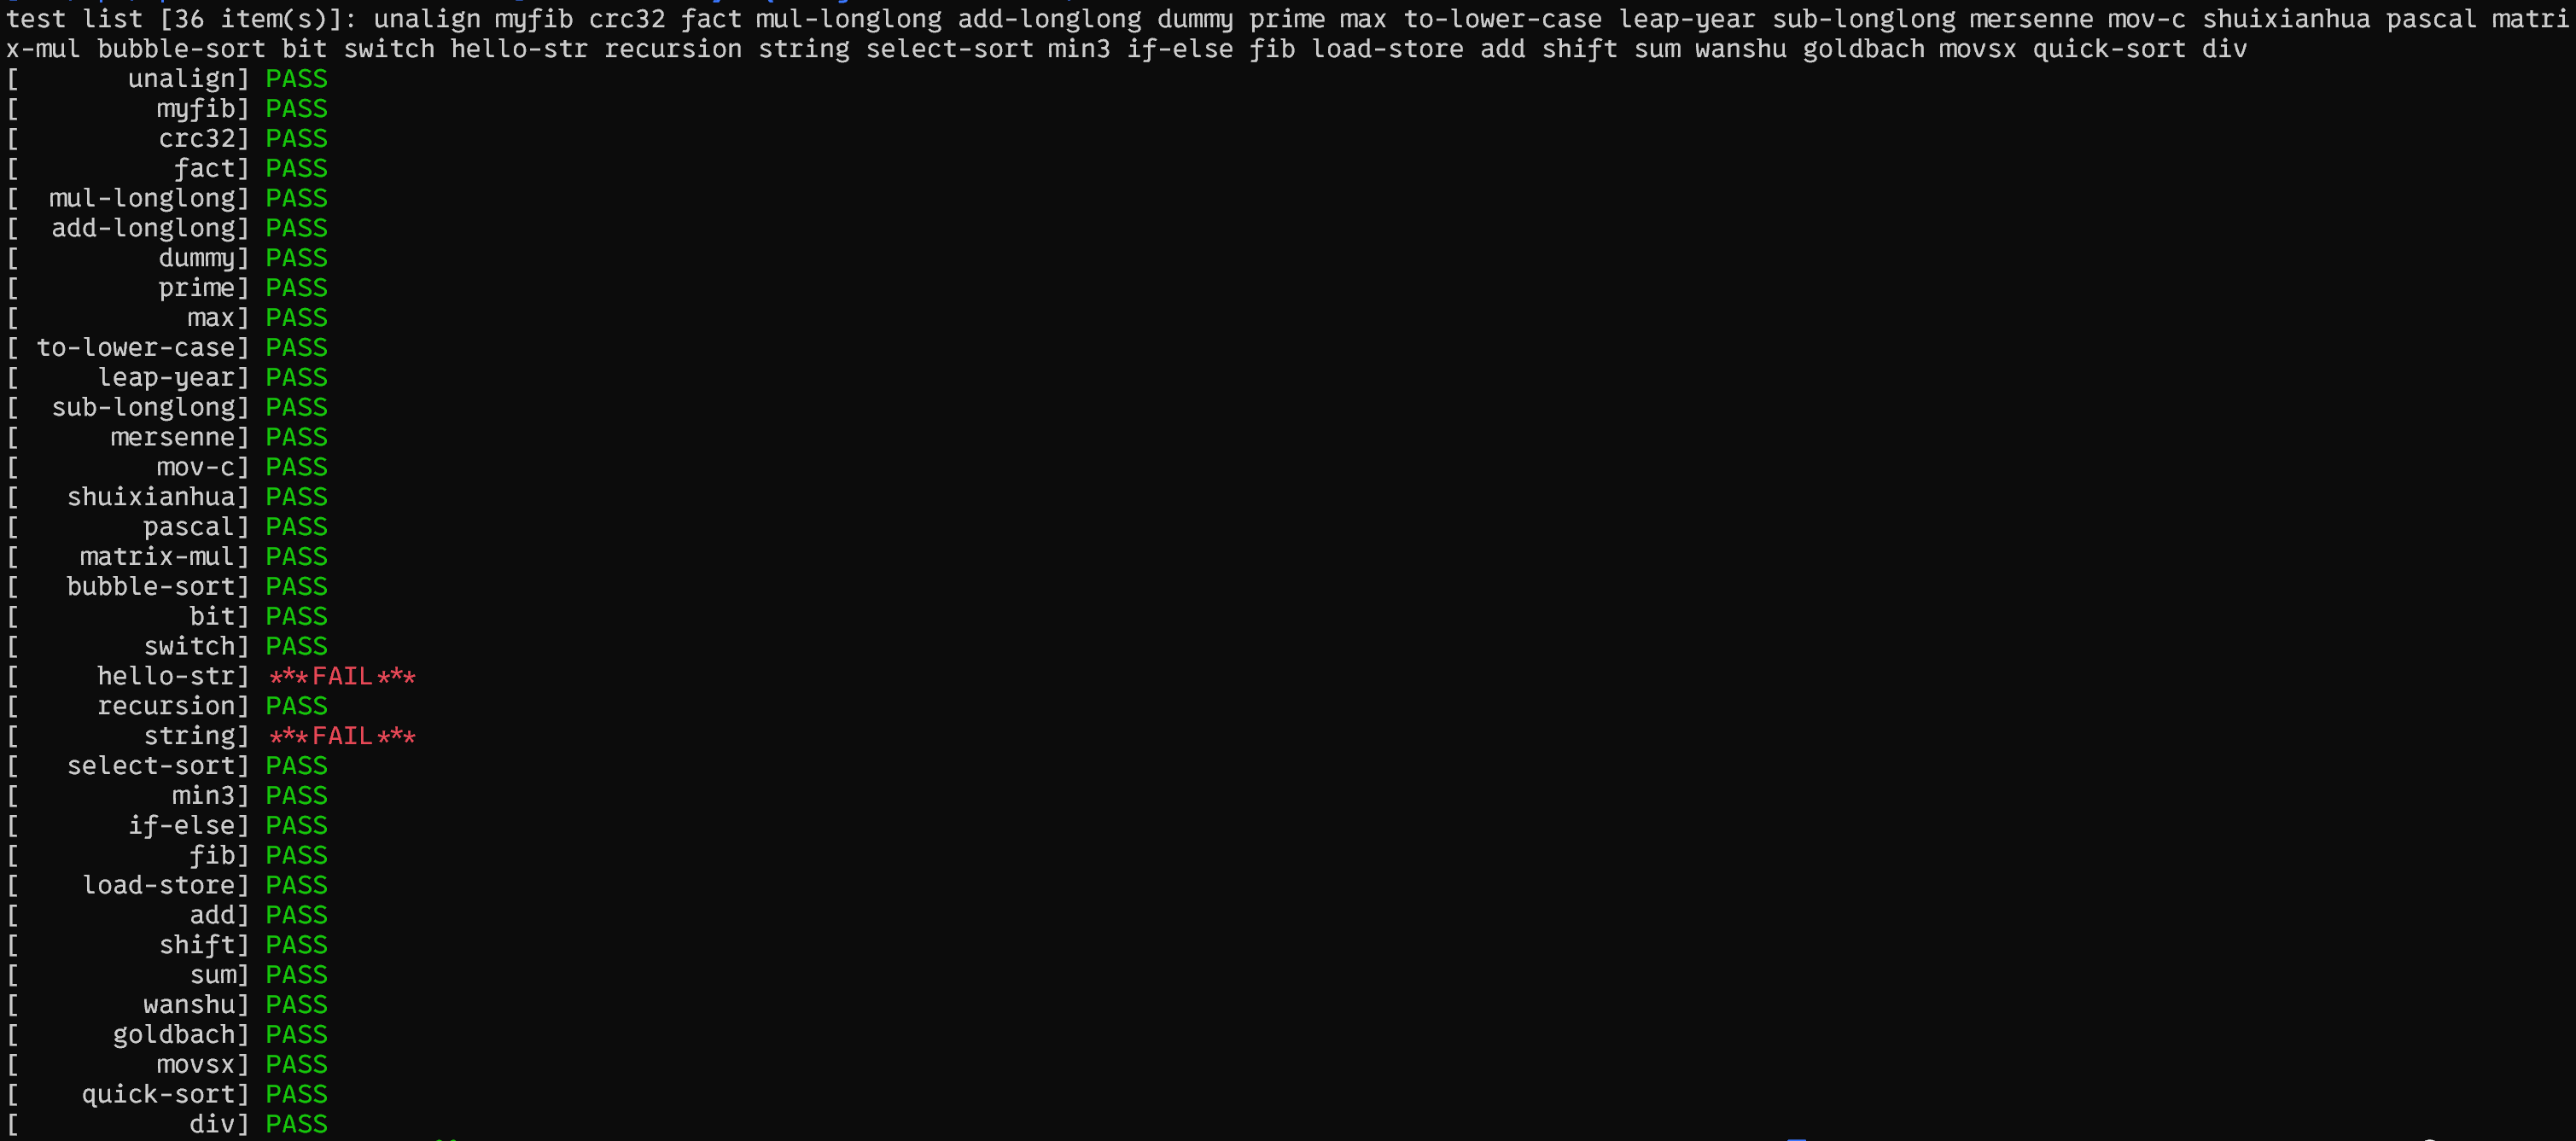 test list [36 item(s)]: unalign myfib crc32 fact mul-longlong add-longlong dummy prime max to-lower-case leap-year sub-longlong mersenne mov-c shuixianhua pascal matri
x-mul bubble-sort bit switch hello-str recursion string select-sort min3 if-else fib load-store add shift sum wanshu goldbach movsx quick-sort div
[       unalign] PASS
[         myfib] PASS
[         crc32] PASS
[          fact] PASS
[  mul-longlong] PASS
[  add-longlong] PASS
[         dummy] PASS
[         prime] PASS
[           max] PASS
[ to-lower-case] PASS
[     leap-year] PASS
[  sub-longlong] PASS
[      mersenne] PASS
[         mov-c] PASS
[   shuixianhua] PASS
[        pascal] PASS
[    matrix-mul] PASS
[   bubble-sort] PASS
[           bit] PASS
[        switch] PASS
[     hello-str] ***FAIL***
[     recursion] PASS
[        string] ***FAIL***
[   select-sort] PASS
[          min3] PASS
[       if-else] PASS
[           fib] PASS
[    load-store] PASS
[           add] PASS
[         shift] PASS
[           sum] PASS
[        wanshu] PASS
[      goldbach] PASS
[         movsx] PASS
[    quick-sort] PASS
[           div] PASS